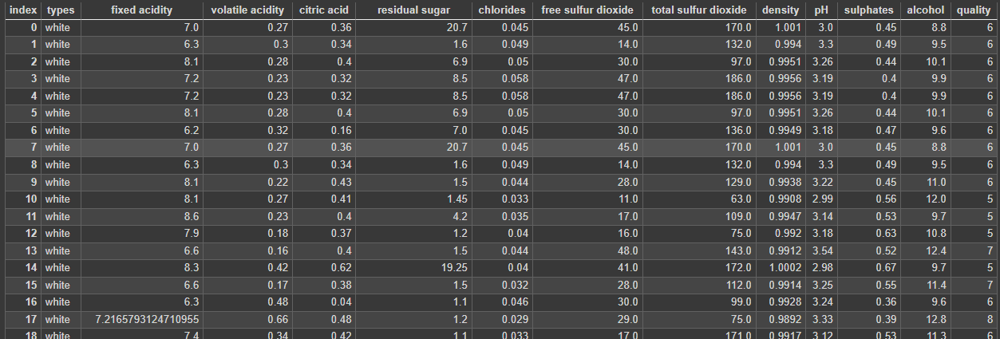 index types fixed acidity volatile acidity citric acid residual sugar chlorides free sulfur dioxide total sulfur dioxide density pH sulphates alcohol quality
0 white 7.0 0.27 0.36 20.7 0.045 45.0 170.0 1.001 3.0 0.45 8.8 6
1 white 6.3 0.3 0.34 1.6 0.049 14.0 132.0 0.994 3.3 0.49 9.5 6
2 white 8.1 0.28 0.4 6.9 0.05 30.0 97.0 0.9951 3.26 0.44 10.1 6
3 white 7.2 0.23 0.32 8.5 0.058 47.0 186.0 0.9956 3.19 0.4 9.9 6
4 white 7.2 0.23 0.32 8.5 0.058 47.0 186.0 0.9956 3.19 0.4 9.9 6
5 white 8.1 0.28 0.4 6.9 0.05 30.0 97.0 0.9951 3.26 0.44 10.1 6
6 white 6.2 0.32 0.16 7.0 0.045 30.0 136.0 0.9949 3.18 0.47 9.6 6
7 white 7.0 0.27 0.36 20.7 0.045 45.0 170.0 1.001 3.0 0.45 8.8 6
8 white 6.3 0.3 0.34 1.6 0.049 14.0 132.0 0.994 3.3 0.49 9.5 6
9 white 8.1 0.22 0.43 1.5 0.044 28.0 129.0 0.9938 3.22 0.45 11.0 6
10 white 8.1 0.27 0.41 1.45 0.033 11.0 63.0 0.9908 2.99 0.56 12.0 5
11 white 8.6 0.23 0.4 4.2 0.035 17.0 109.0 0.9947 3.14 0.53 9.7 5
12 white 7.9 0.18 0.37 1.2 0.04 16.0 75.0 0.992 3.18 0.63 10.8 5
13 white 6.6 0.16 0.4 1.5 0.044 48.0 143.0 0.9912 3.54 0.52 12.4 7
14 white 8.3 0.42 0.62 19.25 0.04 41.0 172.0 1.0002 2.98 0.67 9.7 5
15 white 6.6 0.17 0.38 1.5 0.032 28.0 112.0 0.9914 3.25 0.55 11.4 7
16 white 6.3 0.48 0.04 1.1 0.046 30.0 99.0 0.9928 3.24 0.36 9.6 6
17 white 7.2165793124710955 0.66 0.48 1.2 0.029 29.0 75.0 0.9892 3.33 0.39 12.8 8
18 white 7.4 0.34 0.42 1.1 0.033 17.0 171.0 0.9917 3.12 0.53 11.3 6